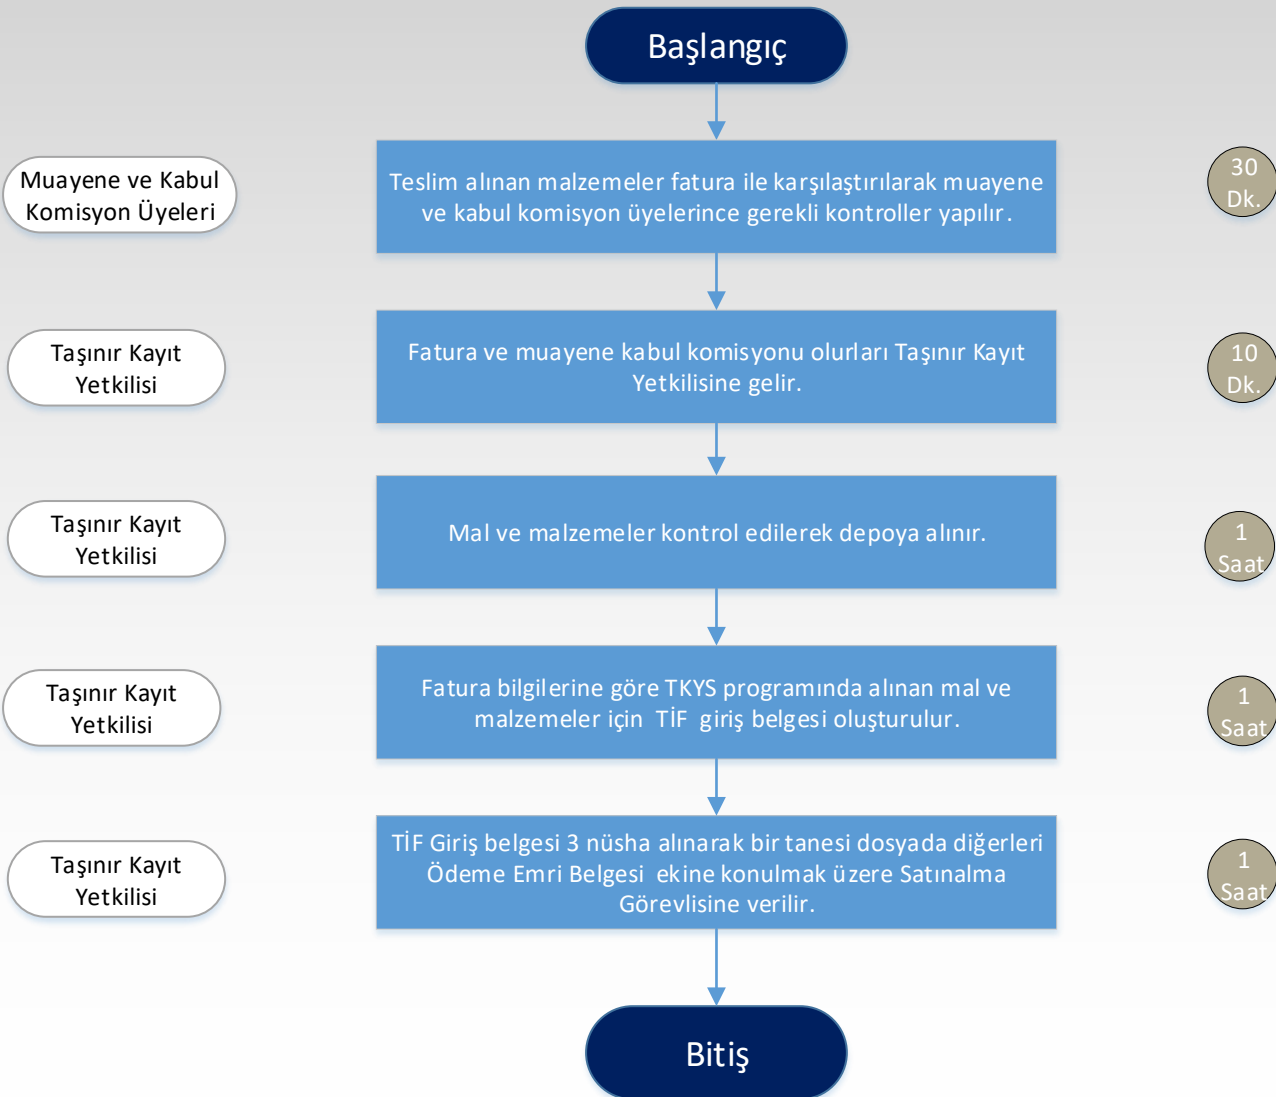 Başlangıç
Muayene ve Kabul
Komisyon Üyeleri
Teslim alınan malzemeler fatura ile karşılaştırılarak muayene
ve kabul komisyon üyelerince gerekli kontroller yapılır.
30
Dk.
Taşınır Kayıt
Yetkilisi
Fatura ve muayene kabul komisyonu olurları Taşınır Kayıt
Yetkilisine gelir.
10
Dk.
Taşınır Kayıt
Yetkilisi
Mal ve malzemeler kontrol edilerek depoya alınır.
1
Saat
Taşınır Kayıt
Yetkilisi
Fatura bilgilerine göre TKYS programında alınan mal ve
malzemeler için TİF giriş belgesi oluşturulur.
1
Saat
Taşınır Kayıt
Yetkilisi
TİF Giriş belgesi 3 nüsha alınarak bir tanesi dosyada diğerleri
Ödeme Emri Belgesi ekine konulmak üzere Satınalma
Görevlisine verilir.
1
Saat
Bitiş